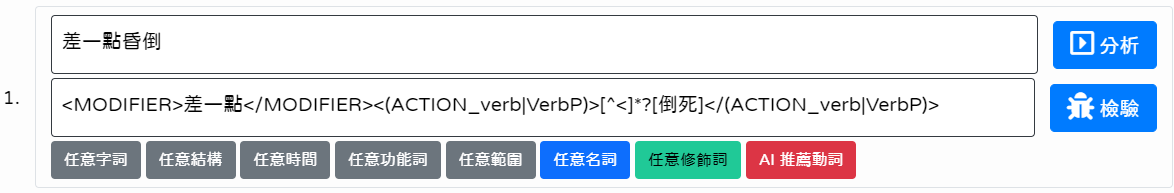 差一點昏倒
分析
1.
<MODIFIER>差一點</MODIFIER><(ACTION_verb|VerbP)>[^<]*?[倒死]</(ACTION_verb|VerbP)>
檢驗
任意字詞 任意結構 任意時間 任意功能詞 任意範圍 任意名詞 任意修飾詞 AI 推薦動詞